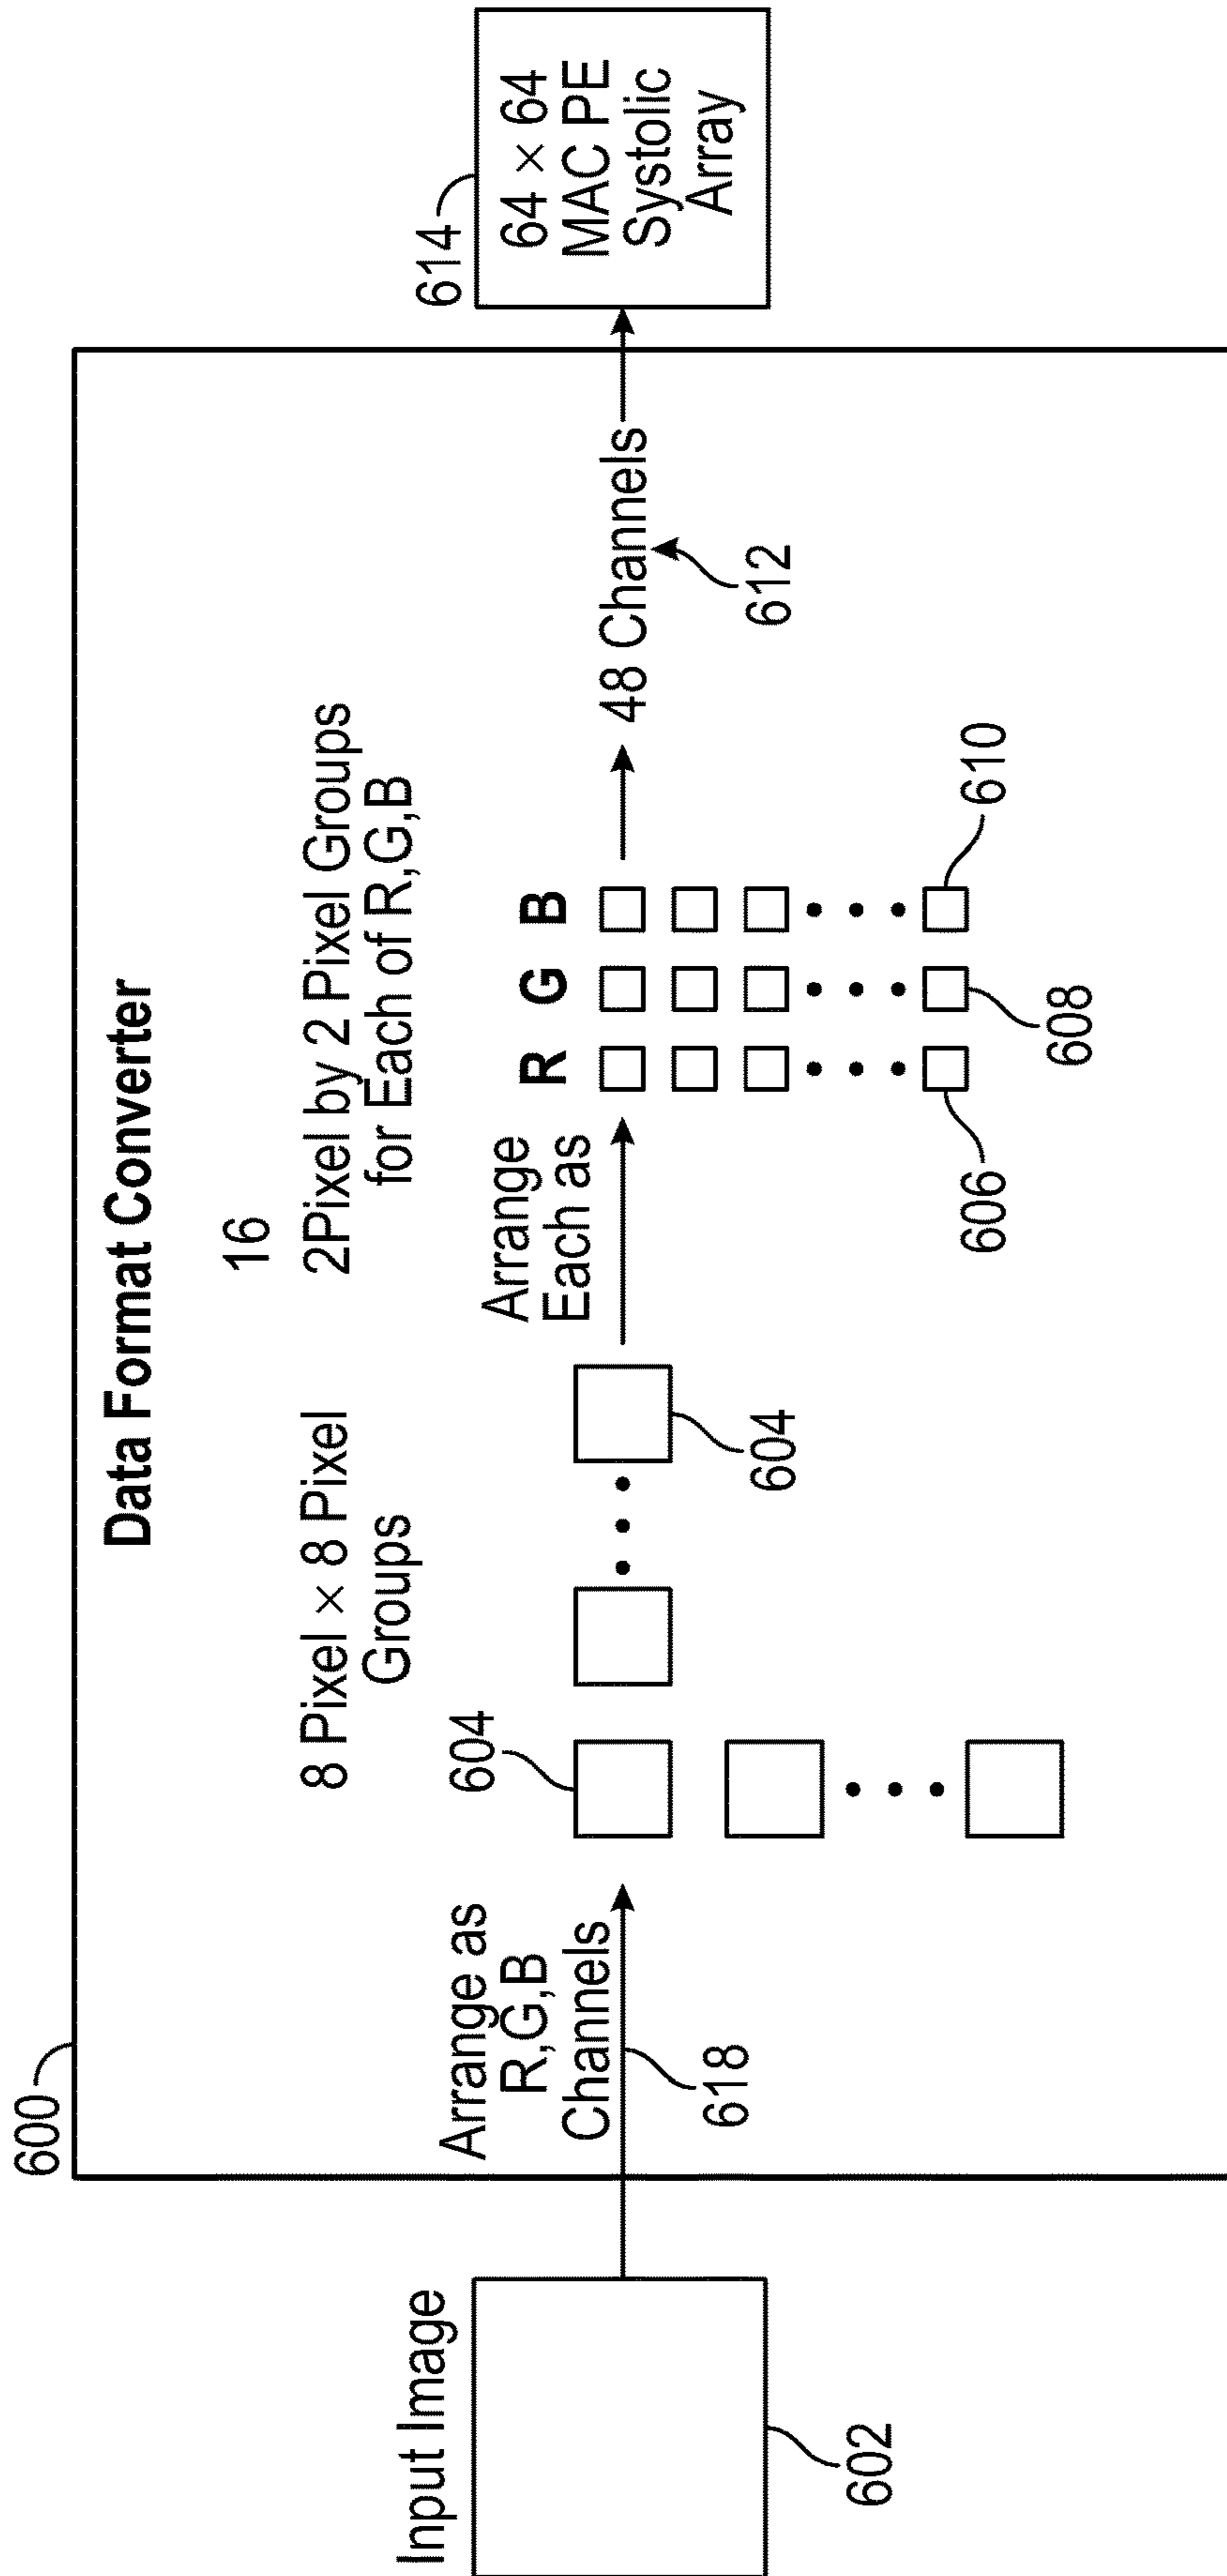 600
Data Format Converter
Input Image
602
Arrange as
R,G,B
Channels
618
8 Pixel × 8 Pixel
Groups
604
604
16
2Pixel by 2 Pixel Groups
for Each of R,G,B
Arrange
Each as
R G B
606
608
610
48 Channels
612
614
64 × 64
MAC PE
Systolic
Array